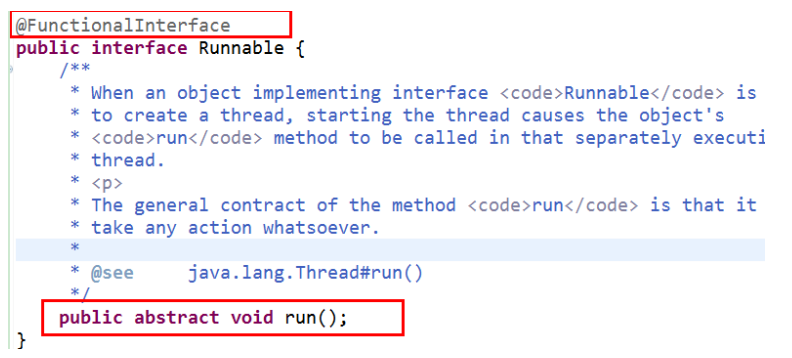 @FunctionalInterface
public interface Runnable {
/**
* When an object implementing interface <code>Runnable</code> is
* to create a thread, starting the thread causes the object's
* <code>run</code> method to be called in that separately executi
* thread.
* <p>
* The general contract of the method <code>run</code> is that it
* take any action whatsoever.
*
* @see java.lang.Thread#run()
*/
public abstract void run();
}